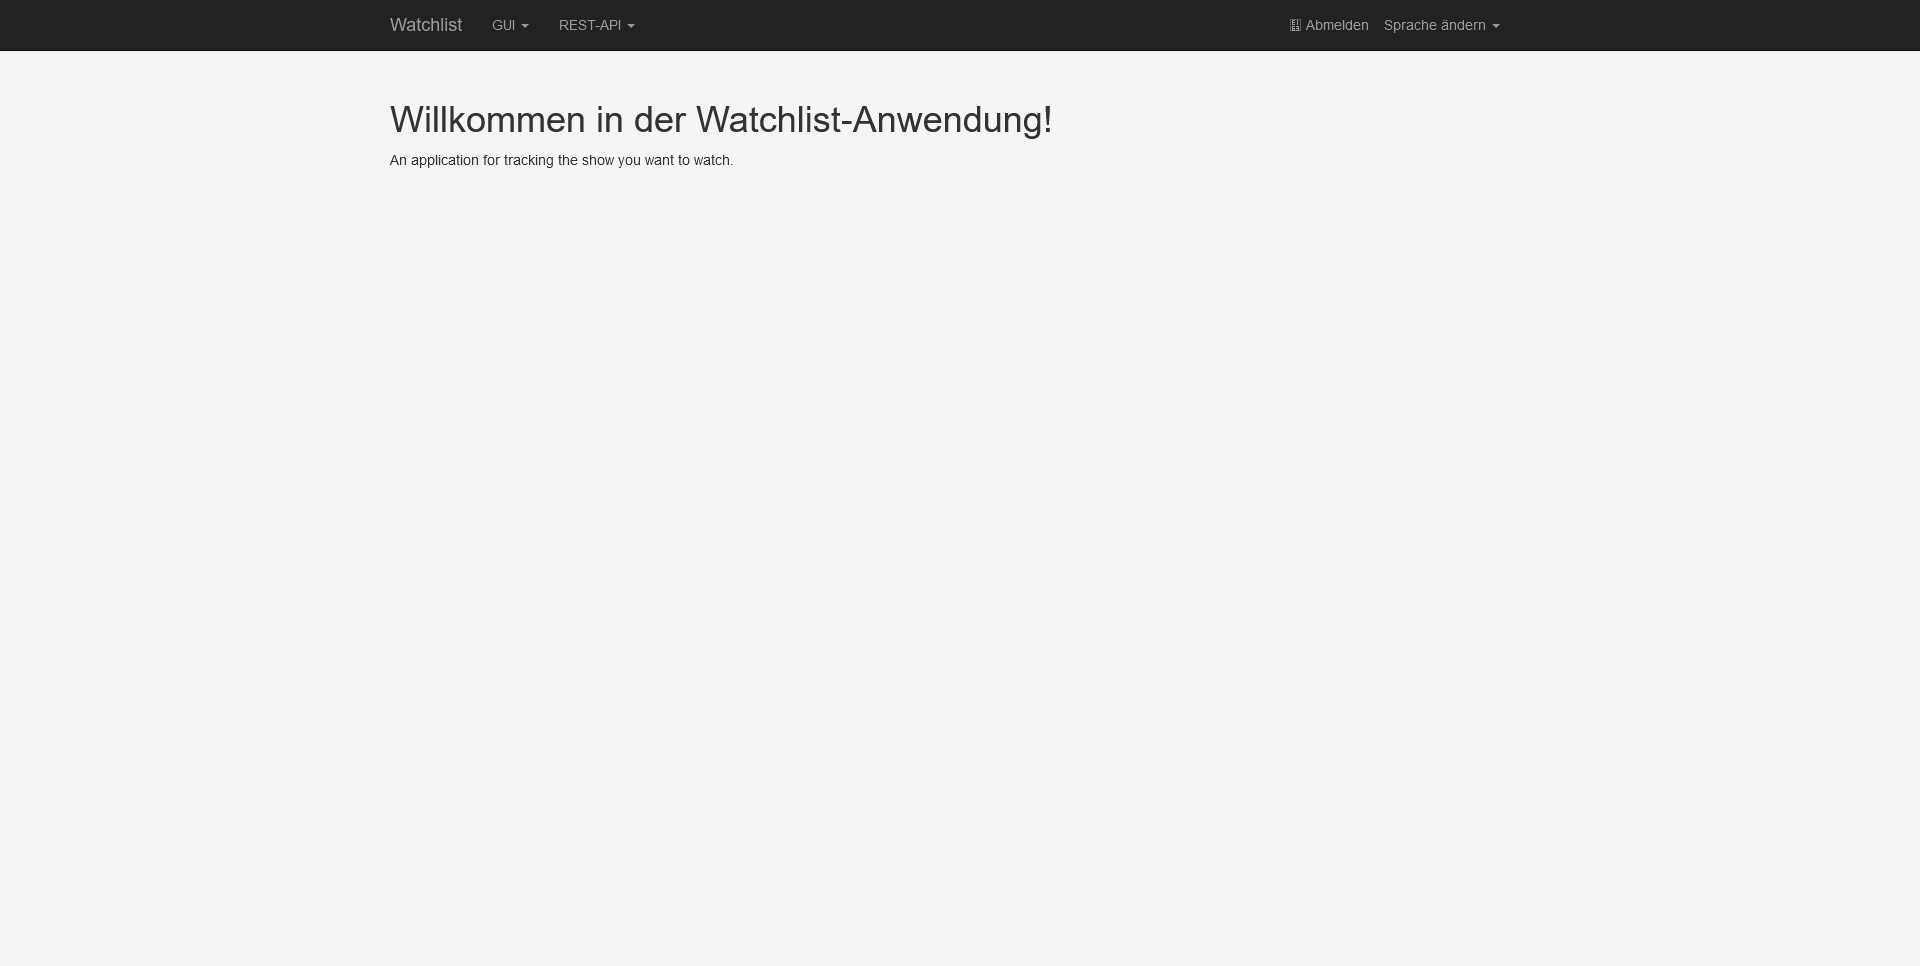 Watchlist GUI REST-API Abmelden Sprache ändern
Willkommen in der Watchlist-Anwendung!
An application for tracking the show you want to watch.